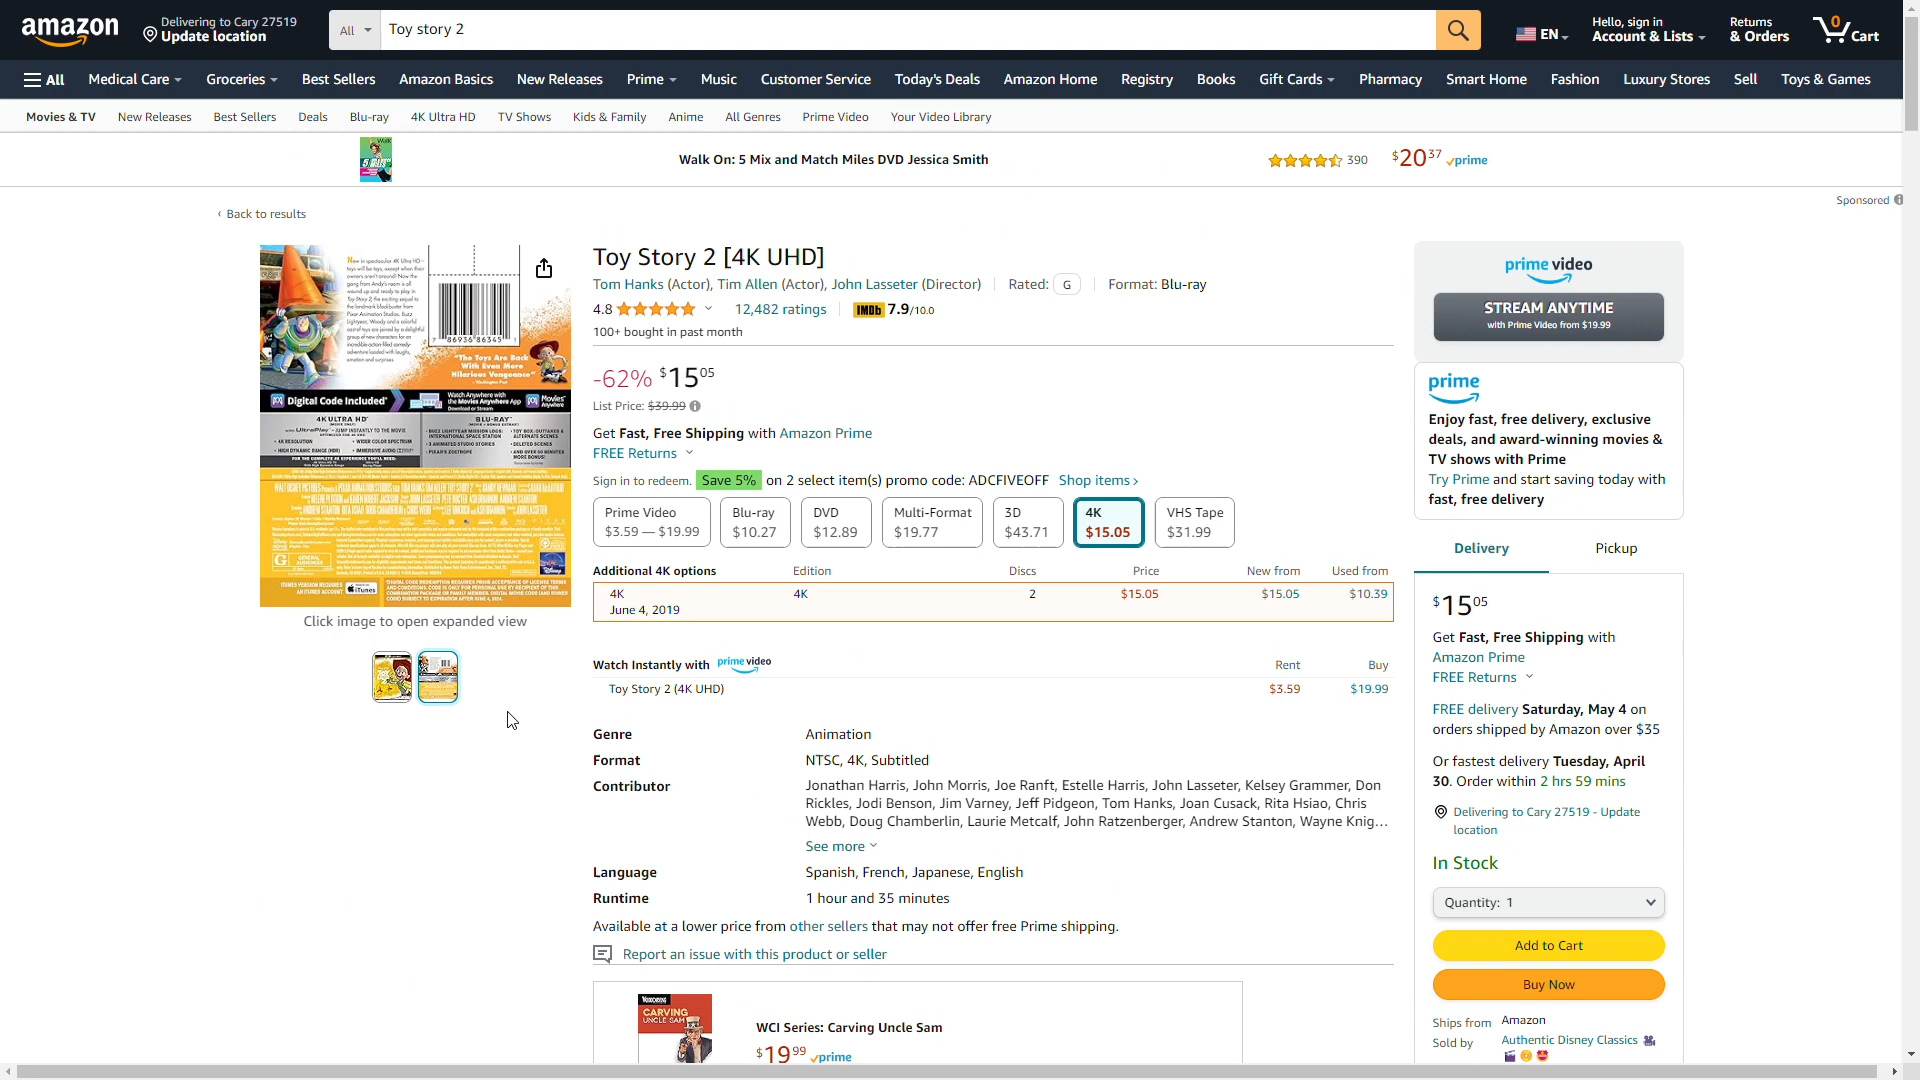 amazon
Delivering to Cary 27519
Update location
All
Toy story 2
EN
Hello, sign in
Account & Lists
Returns
& Orders
0
Cart
All
Medical Care
Groceries
Best Sellers
Amazon Basics
New Releases
Prime
Music
Customer Service
Today's Deals
Amazon Home
Registry
Books
Gift Cards
Pharmacy
Smart Home
Fashion
Luxury Stores
Sell
Toys & Games
Movies & TV
New Releases
Best Sellers
Deals
Blu-ray
4K Ultra HD
TV Shows
Kids & Family
Anime
All Genres
Prime Video
Your Video Library
Walk On: 5 Mix and Match Miles DVD Jessica Smith
390
$20 37 prime
Sponsored
‹ Back to results
"The Toys Are Back
With Even More
Hilarious Vengeance"
7 86936 86345 1
Digital Code Included*
Watch Anywhere with
the Movies Anywhere App
Download or Stream
Movies
Anywhere
4K ULTRA HD
BLU-RAY
iTunes
Click image to open expanded view
Toy Story 2 [4K UHD]
Tom Hanks (Actor), Tim Allen (Actor), John Lasseter (Director)
Rated: G
Format: Blu-ray
4.8
12,482 ratings
IMDb 7.9/10.0
100+ bought in past month
-62% $15 05
List Price: $39.99
Get Fast, Free Shipping with Amazon Prime
FREE Returns
Sign in to redeem. Save 5% on 2 select item(s) promo code: ADCFIVEOFF Shop items ›
Prime Video
$3.59 — $19.99
Blu-ray
$10.27
DVD
$12.89
Multi-Format
$19.77
3D
$43.71
4K
$15.05
VHS Tape
$31.99
Additional 4K options Edition Discs Price New from Used from
4K 4K 2 $15.05 $15.05 $10.39
June 4, 2019
Watch Instantly with prime video Rent Buy
Toy Story 2 (4K UHD) $3.59 $19.99
Genre Animation
Format NTSC, 4K, Subtitled
Contributor Jonathan Harris, John Morris, Joe Ranft, Estelle Harris, John Lasseter, Kelsey Grammer, Don
Rickles, Jodi Benson, Jim Varney, Jeff Pidgeon, Tom Hanks, Joan Cusack, Rita Hsiao, Chris
Webb, Doug Chamberlin, Laurie Metcalf, John Ratzenberger, Andrew Stanton, Wayne Knig…
See more
Language Spanish, French, Japanese, English
Runtime 1 hour and 35 minutes
Available at a lower price from other sellers that may not offer free Prime shipping.
Report an issue with this product or seller
CARVING
UNCLE SAM
WCI Series: Carving Uncle Sam
$19 99 prime
prime video
STREAM ANYTIME
with Prime Video from $19.99
prime
Enjoy fast, free delivery, exclusive
deals, and award-winning movies &
TV shows with Prime
Try Prime and start saving today with
fast, free delivery
Delivery
Pickup
$15 05
Get Fast, Free Shipping with
Amazon Prime
FREE Returns
FREE delivery Saturday, May 4 on
orders shipped by Amazon over $35
Or fastest delivery Tuesday, April
30. Order within 2 hrs 59 mins
Delivering to Cary 27519 - Update
location
In Stock
Quantity: 1
Add to Cart
Buy Now
Ships from Amazon
Sold by Authentic Disney Classics